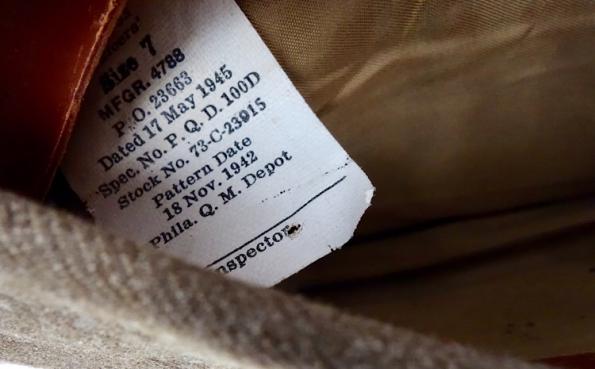 Size 7
MFGR. 4788
P. O. 23663
Dated 17 May 1945
Spec. No. P. Q. D. 100D
Stock No. 73-C-23915
Pattern Date
18 Nov. 1942
Phila. Q. M. Depot
Inspector